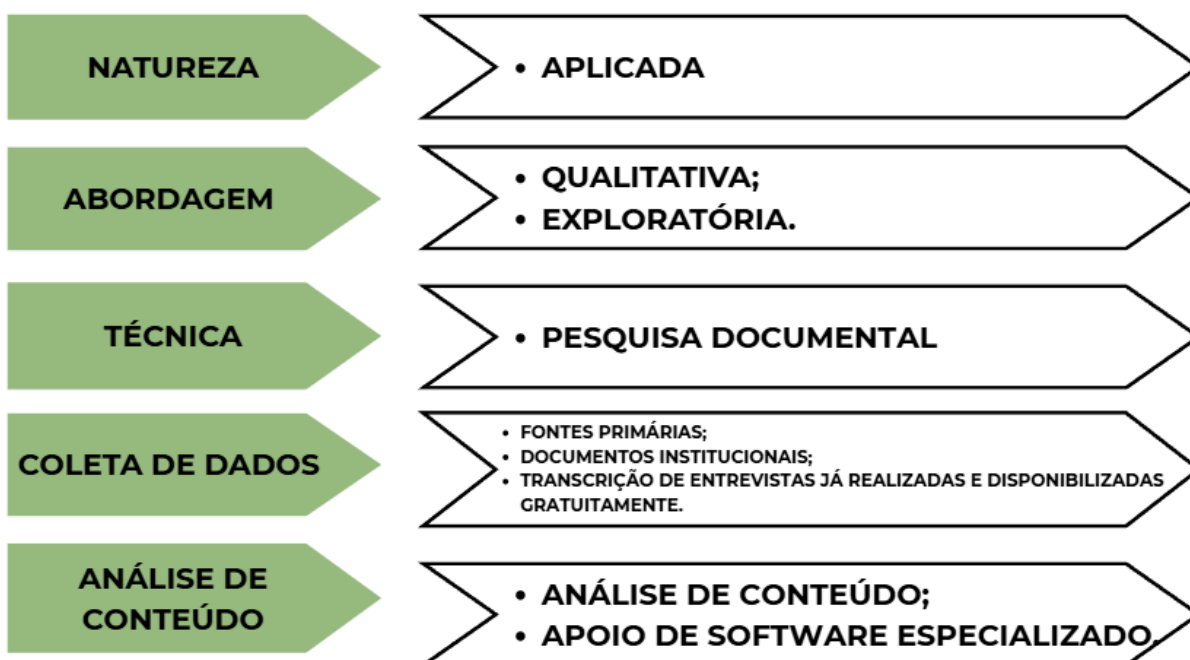 NATUREZA
• APLICADA
ABORDAGEM
• QUALITATIVA;
• EXPLORATÓRIA.
TÉCNICA
• PESQUISA DOCUMENTAL
COLETA DE DADOS
• FONTES PRIMÁRIAS;
• DOCUMENTOS INSTITUCIONAIS;
• TRANSCRIÇÃO DE ENTREVISTAS JÁ REALIZADAS E DISPONIBILIZADAS
GRATUITAMENTE.
ANÁLISE DE
CONTEÚDO
• ANÁLISE DE CONTEÚDO;
• APOIO DE SOFTWARE ESPECIALIZADO.